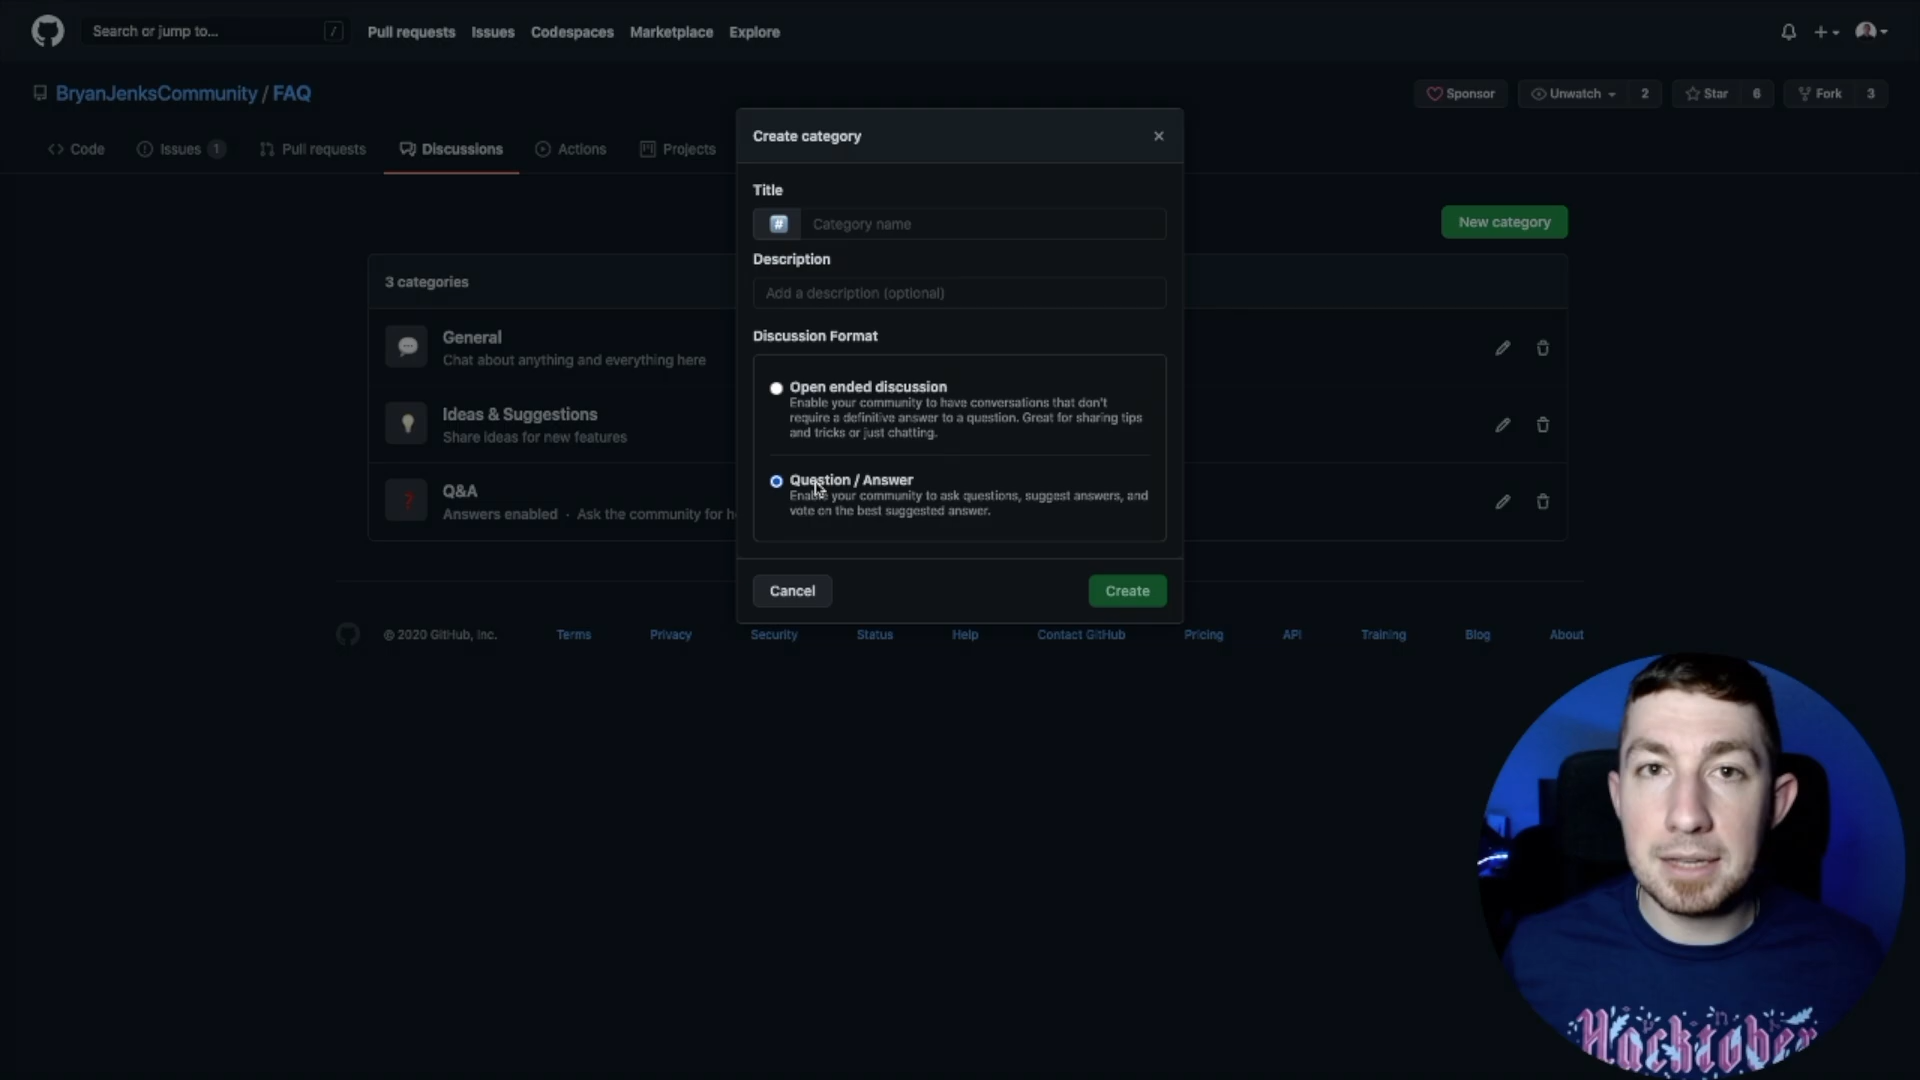 Search or jump to... /
Pull requests Issues Codespaces Marketplace Explore
BryanJenksCommunity / FAQ
Sponsor Unwatch 2 Star 6 Fork 3
Code Issues 1 Pull requests Discussions Actions Projects
New category
3 categories
General
Chat about anything and everything here
Ideas & Suggestions
Share ideas for new features
Q&A
Answers enabled · Ask the community for h
Create category
Title
# Category name
Description
Add a description (optional)
Discussion Format
Open ended discussion
Enable your community to have conversations that don't
require a definitive answer to a question. Great for sharing tips
and tricks or just chatting.
Question / Answer
Enable your community to ask questions, suggest answers, and
vote on the best suggested answer.
Cancel Create
© 2020 GitHub, Inc. Terms Privacy Security Status Help Contact GitHub Pricing API Training Blog About
Hacktober